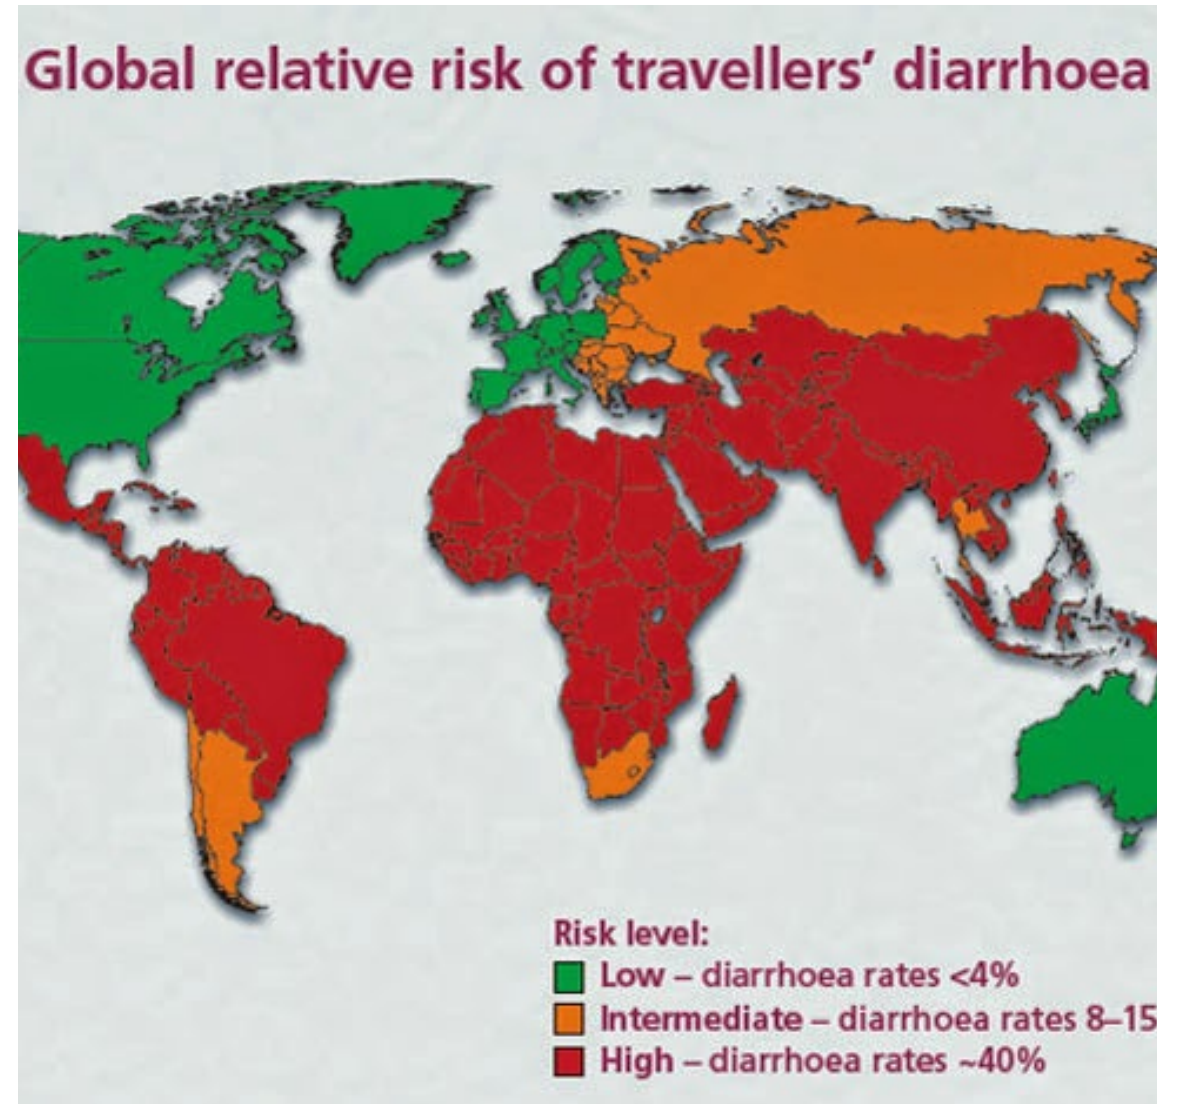 Global relative risk of travellers’ diarrhoea
Risk level:
Low – diarrhoea rates <4%
Intermediate – diarrhoea rates 8–15
High – diarrhoea rates ~40%